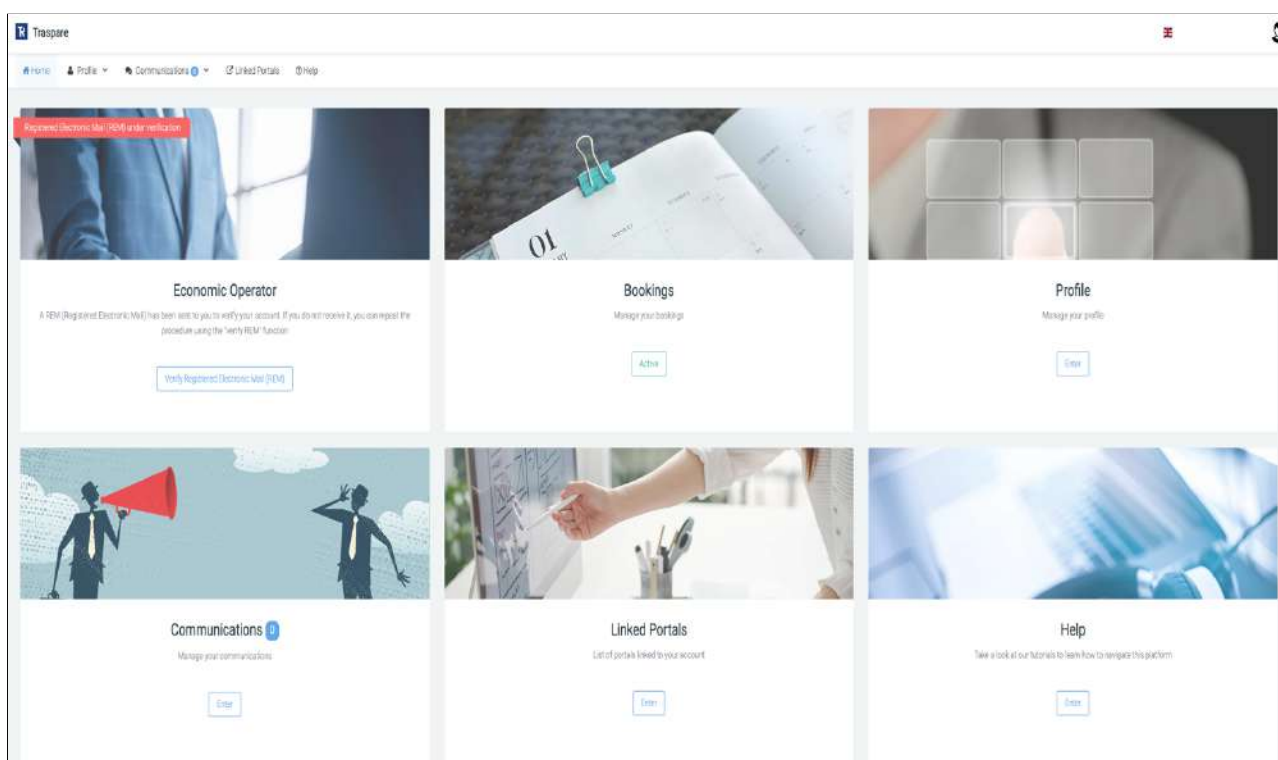 Traspare
Home Profile Communications 0 Linked Portals Help
Registered Electronic Mail (REM) under verification
01
Economic Operator
A REM (Registered Electronic Mail) has been sent to you to verify your account. If you do not receive it, you can repeat the
procedure using the "verify REM" function
Verify Registered Electronic Mail (REM)
Bookings
Manage your bookings
Active
Profile
Manage your profile
Enter
Communications 0
Manage your communications
Enter
Linked Portals
List of portals linked to your account
Enter
Help
Take a look at our tutorials to learn how to navigate this platform
Enter